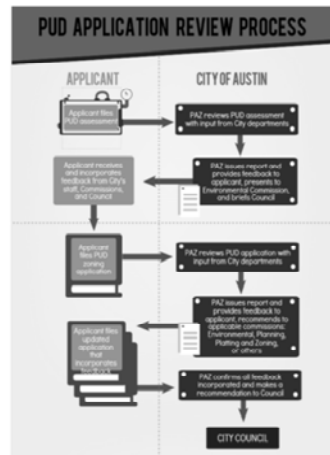 PUD APPLICATION REVIEW PROCESS
APPLICANT
CITY OF AUSTIN
Applicant files
PUD assessment
PAZ reviews PUD assessment
with input from City departments
PAZ issues report and
provides feedback to
applicant, presents to
Environmental Commission, and
briefs Council
Applicant receives
and incorporates
feedback from City's
staff, Commissions,
and Council
Applicant
files PUD
zoning
application
PAZ reviews PUD application with
input from City departments
PAZ issues report and
provides feedback to
applicant, recommends to
applicable commissions:
Environmental, Planning,
Platting and Zoning,
or others
Applicant files
updated
application
that
incorporates
feedback
PAZ confirms all feedback
incorporated and makes a
recommendation to Council
CITY COUNCIL